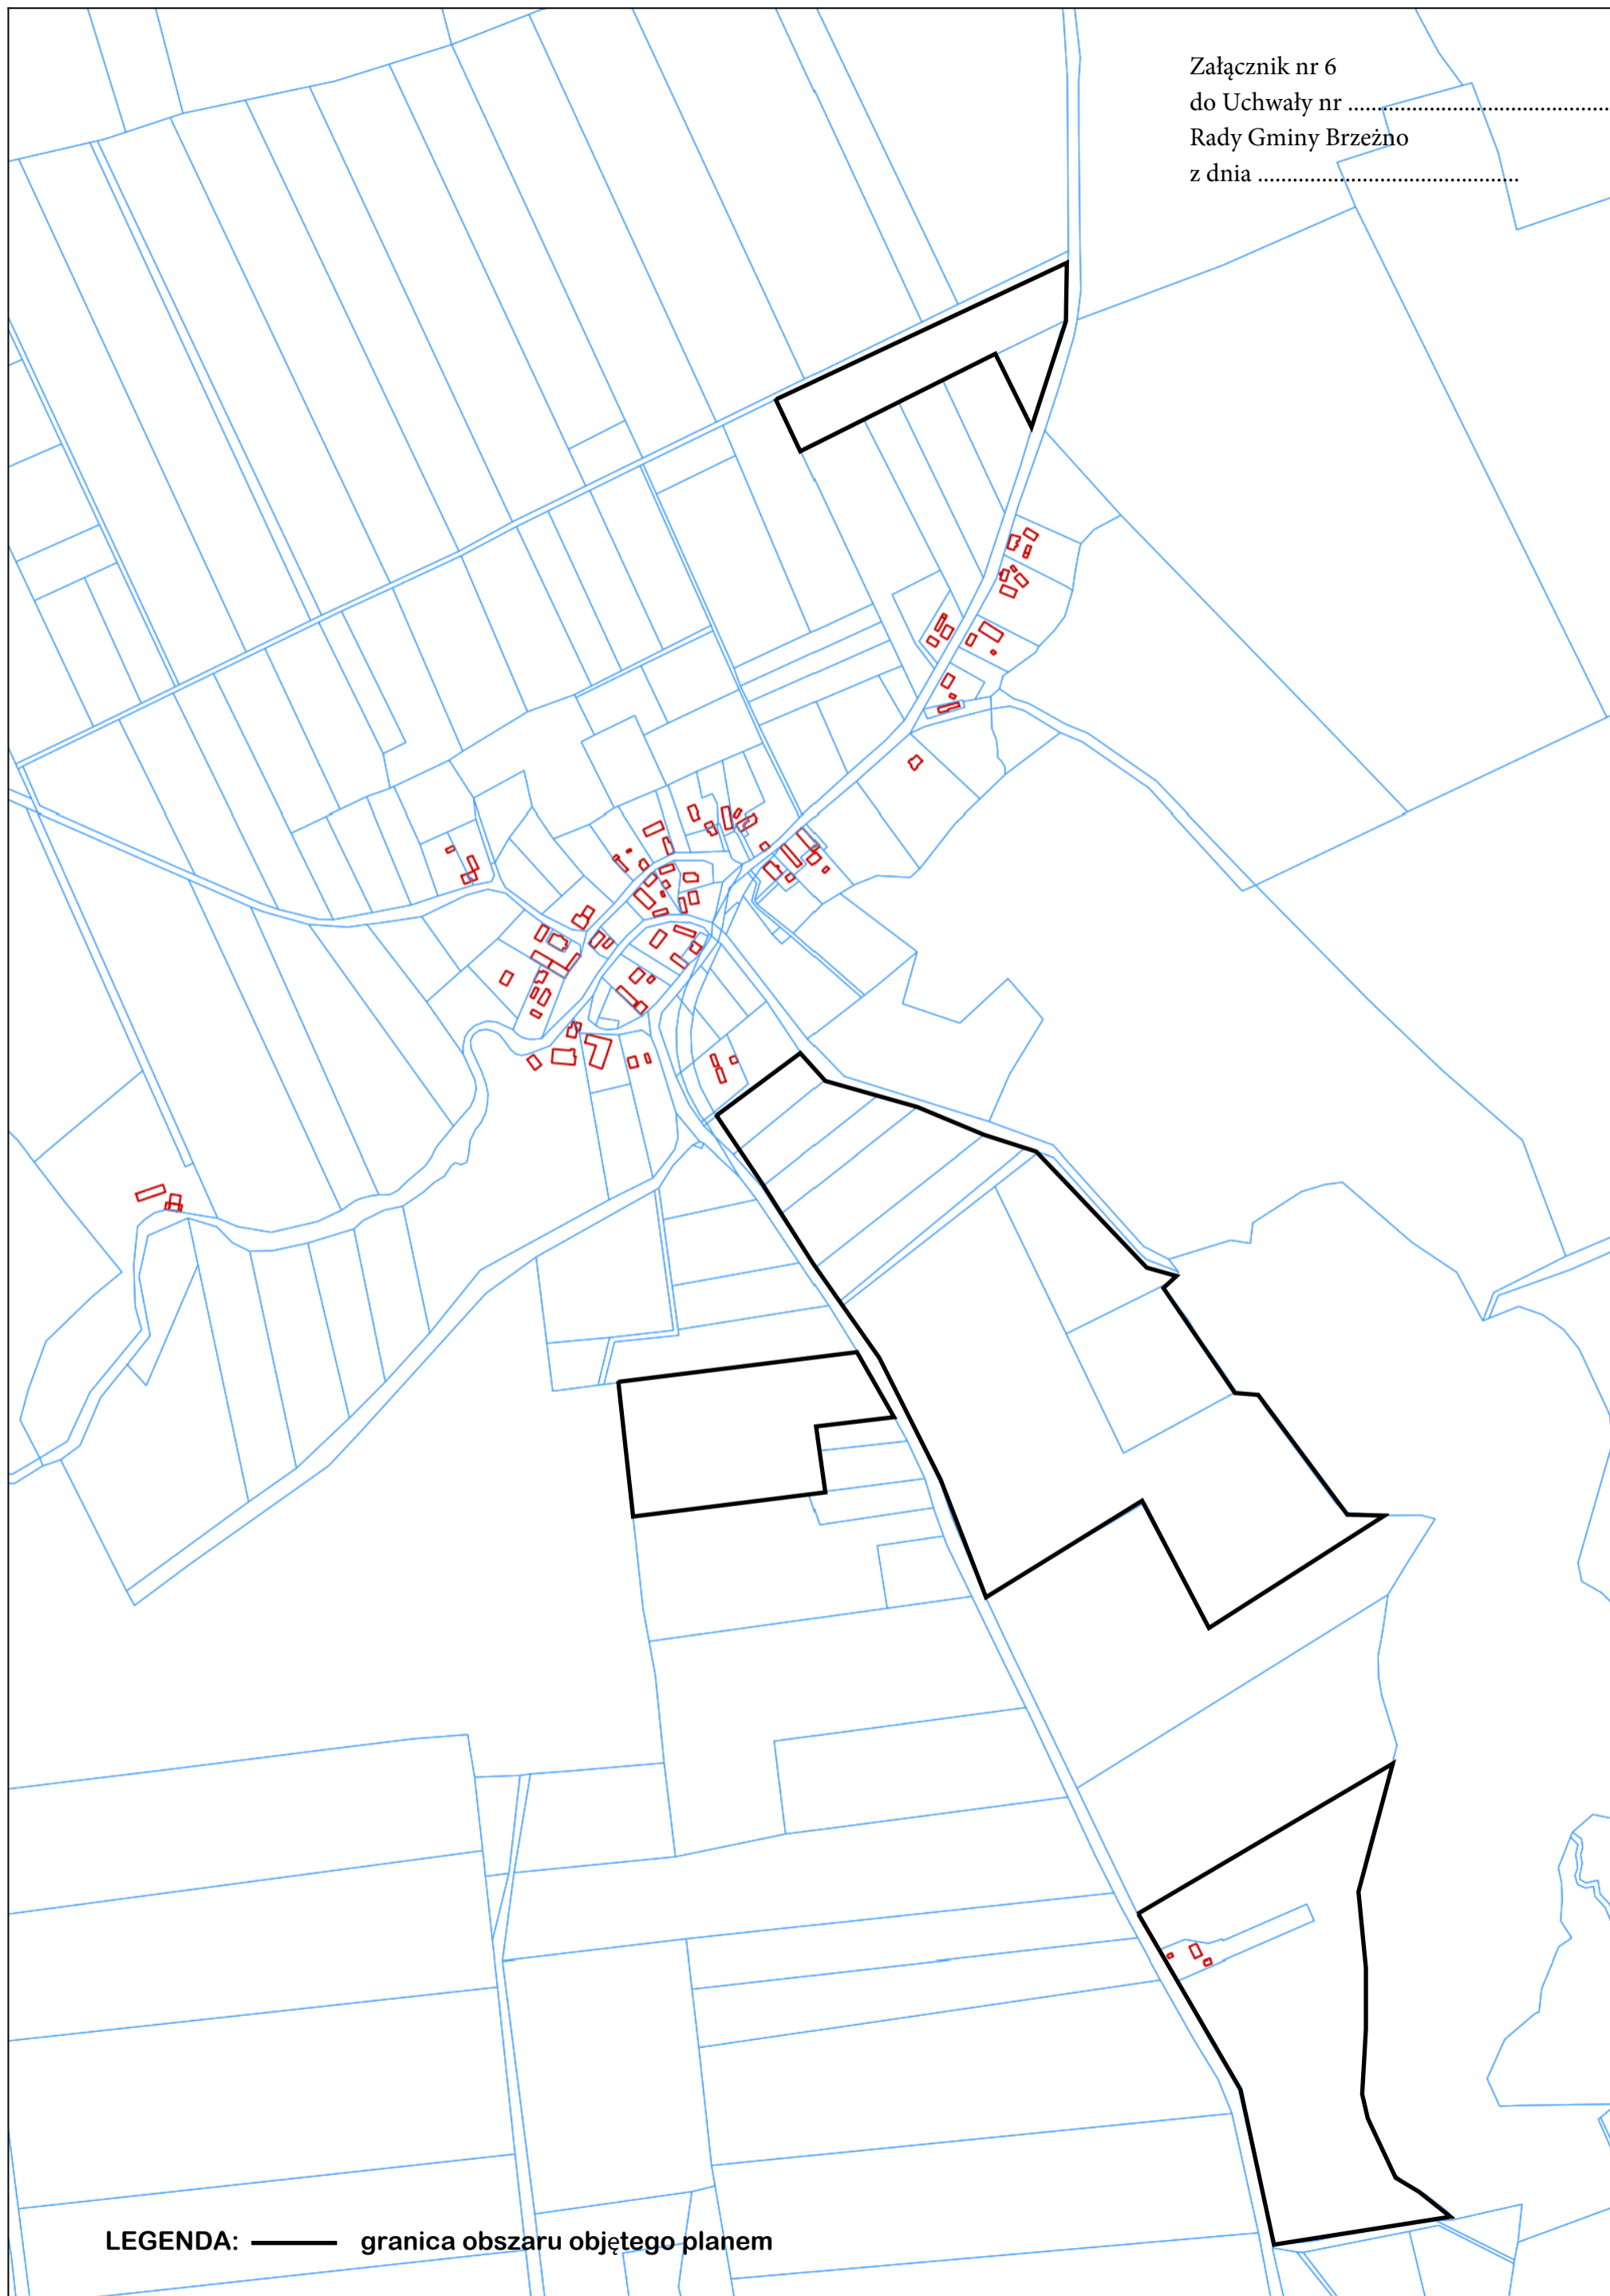 Załącznik nr 6
do Uchwały nr .............................................
Rady Gminy Brzeżno
z dnia .............................................
LEGENDA: granica obszaru objętego planem